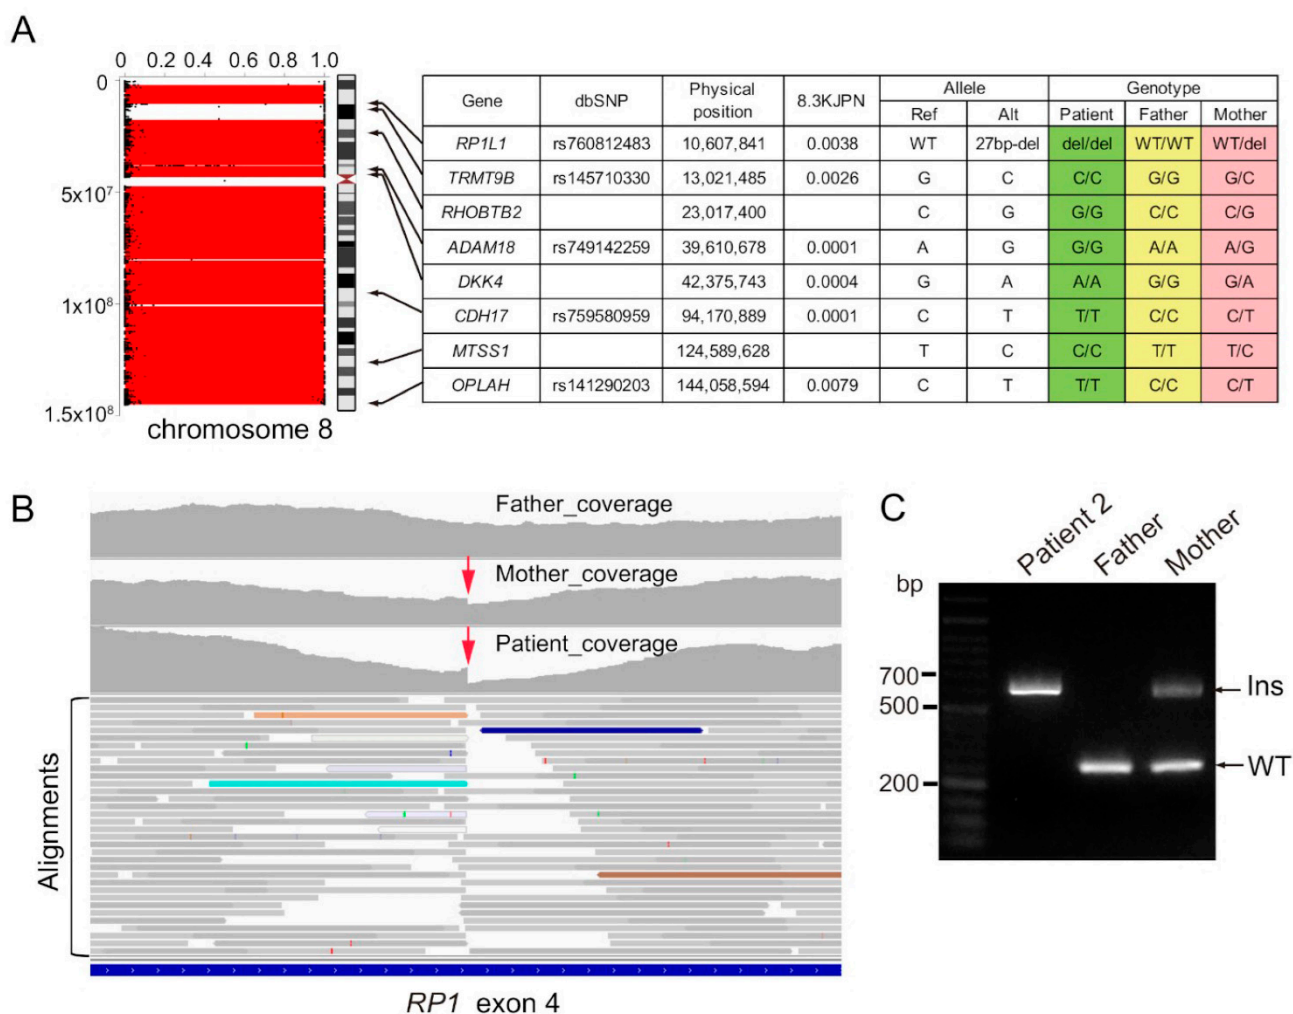 A
0 0.2 0.4 0.6 0.8 1.0
0
5x10⁷
1x10⁸
1.5x10⁸
chromosome 8
Gene dbSNP Physical position 8.3KJPN Allele Genotype
Ref Alt Patient Father Mother
RP1L1 rs760812483 10,607,841 0.0038 WT 27bp-del del/del WT/WT WT/del
TRMT9B rs145710330 13,021,485 0.0026 G C C/C G/G G/C
RHOBTB2 23,017,400 C G G/G C/C C/G
ADAM18 rs749142259 39,610,678 0.0001 A G G/G A/A A/G
DKK4 42,375,743 0.0004 G A A/A G/G G/A
CDH17 rs759580959 94,170,889 0.0001 C T T/T C/C C/T
MTSS1 124,589,628 T C C/C T/T T/C
OPLAH rs141290203 144,058,594 0.0079 C T T/T C/C C/T
B
Father_coverage
Mother_coverage
Patient_coverage
Alignments
RP1 exon 4
C
Patient 2 Father Mother
bp
700
500
200
Ins
WT